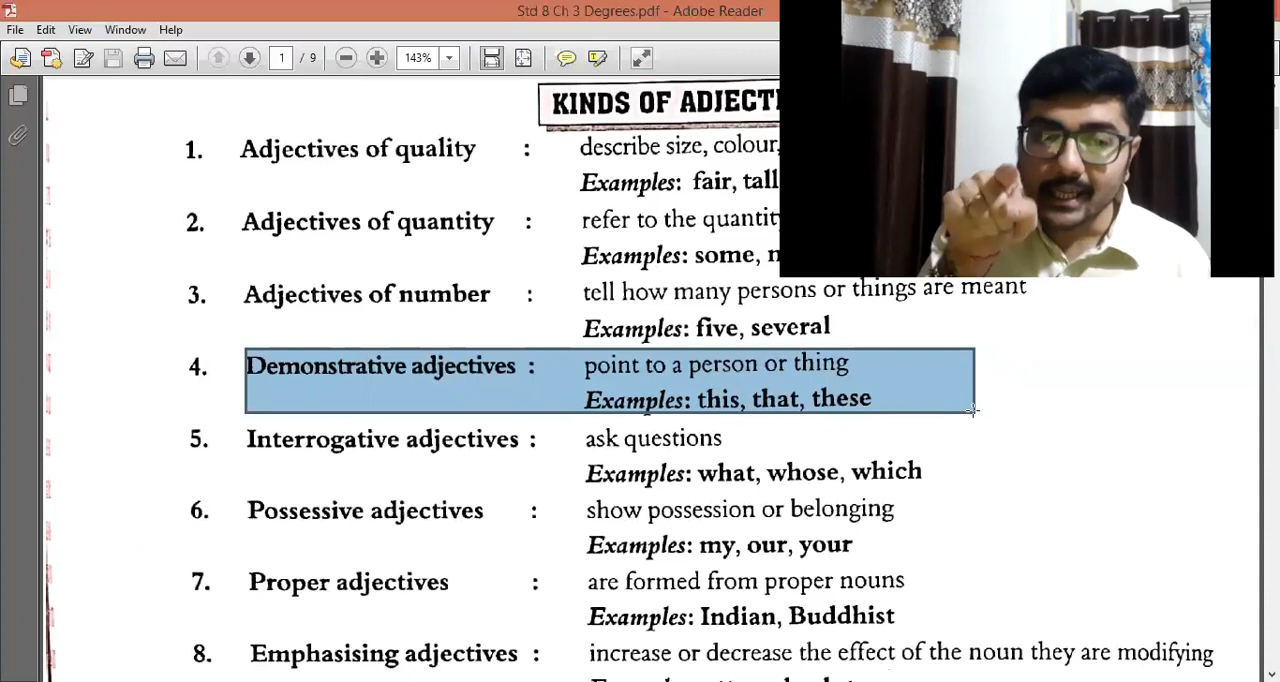 Std 8 Ch 3 Degrees.pdf - Adobe Reader
File Edit View Window Help
1 / 9 143%
KINDS OF
1. Adjectives of quality : describe size, colour,
Examples: fair, tall
2. Adjectives of quantity : refer to the
Examples: some,
3. Adjectives of number : tell how many persons or things are meant
Examples: five, several
4. Demonstrative adjectives : point to a person or thing
Examples: this, that, these
5. Interrogative adjectives : ask questions
Examples: what, whose, which
6. Possessive adjectives : show possession or belonging
Examples: my, our, your
7. Proper adjectives : are formed from proper nouns
Examples: Indian, Buddhist
8. Emphasising adjectives : increase or decrease the effect of the noun they are modifying